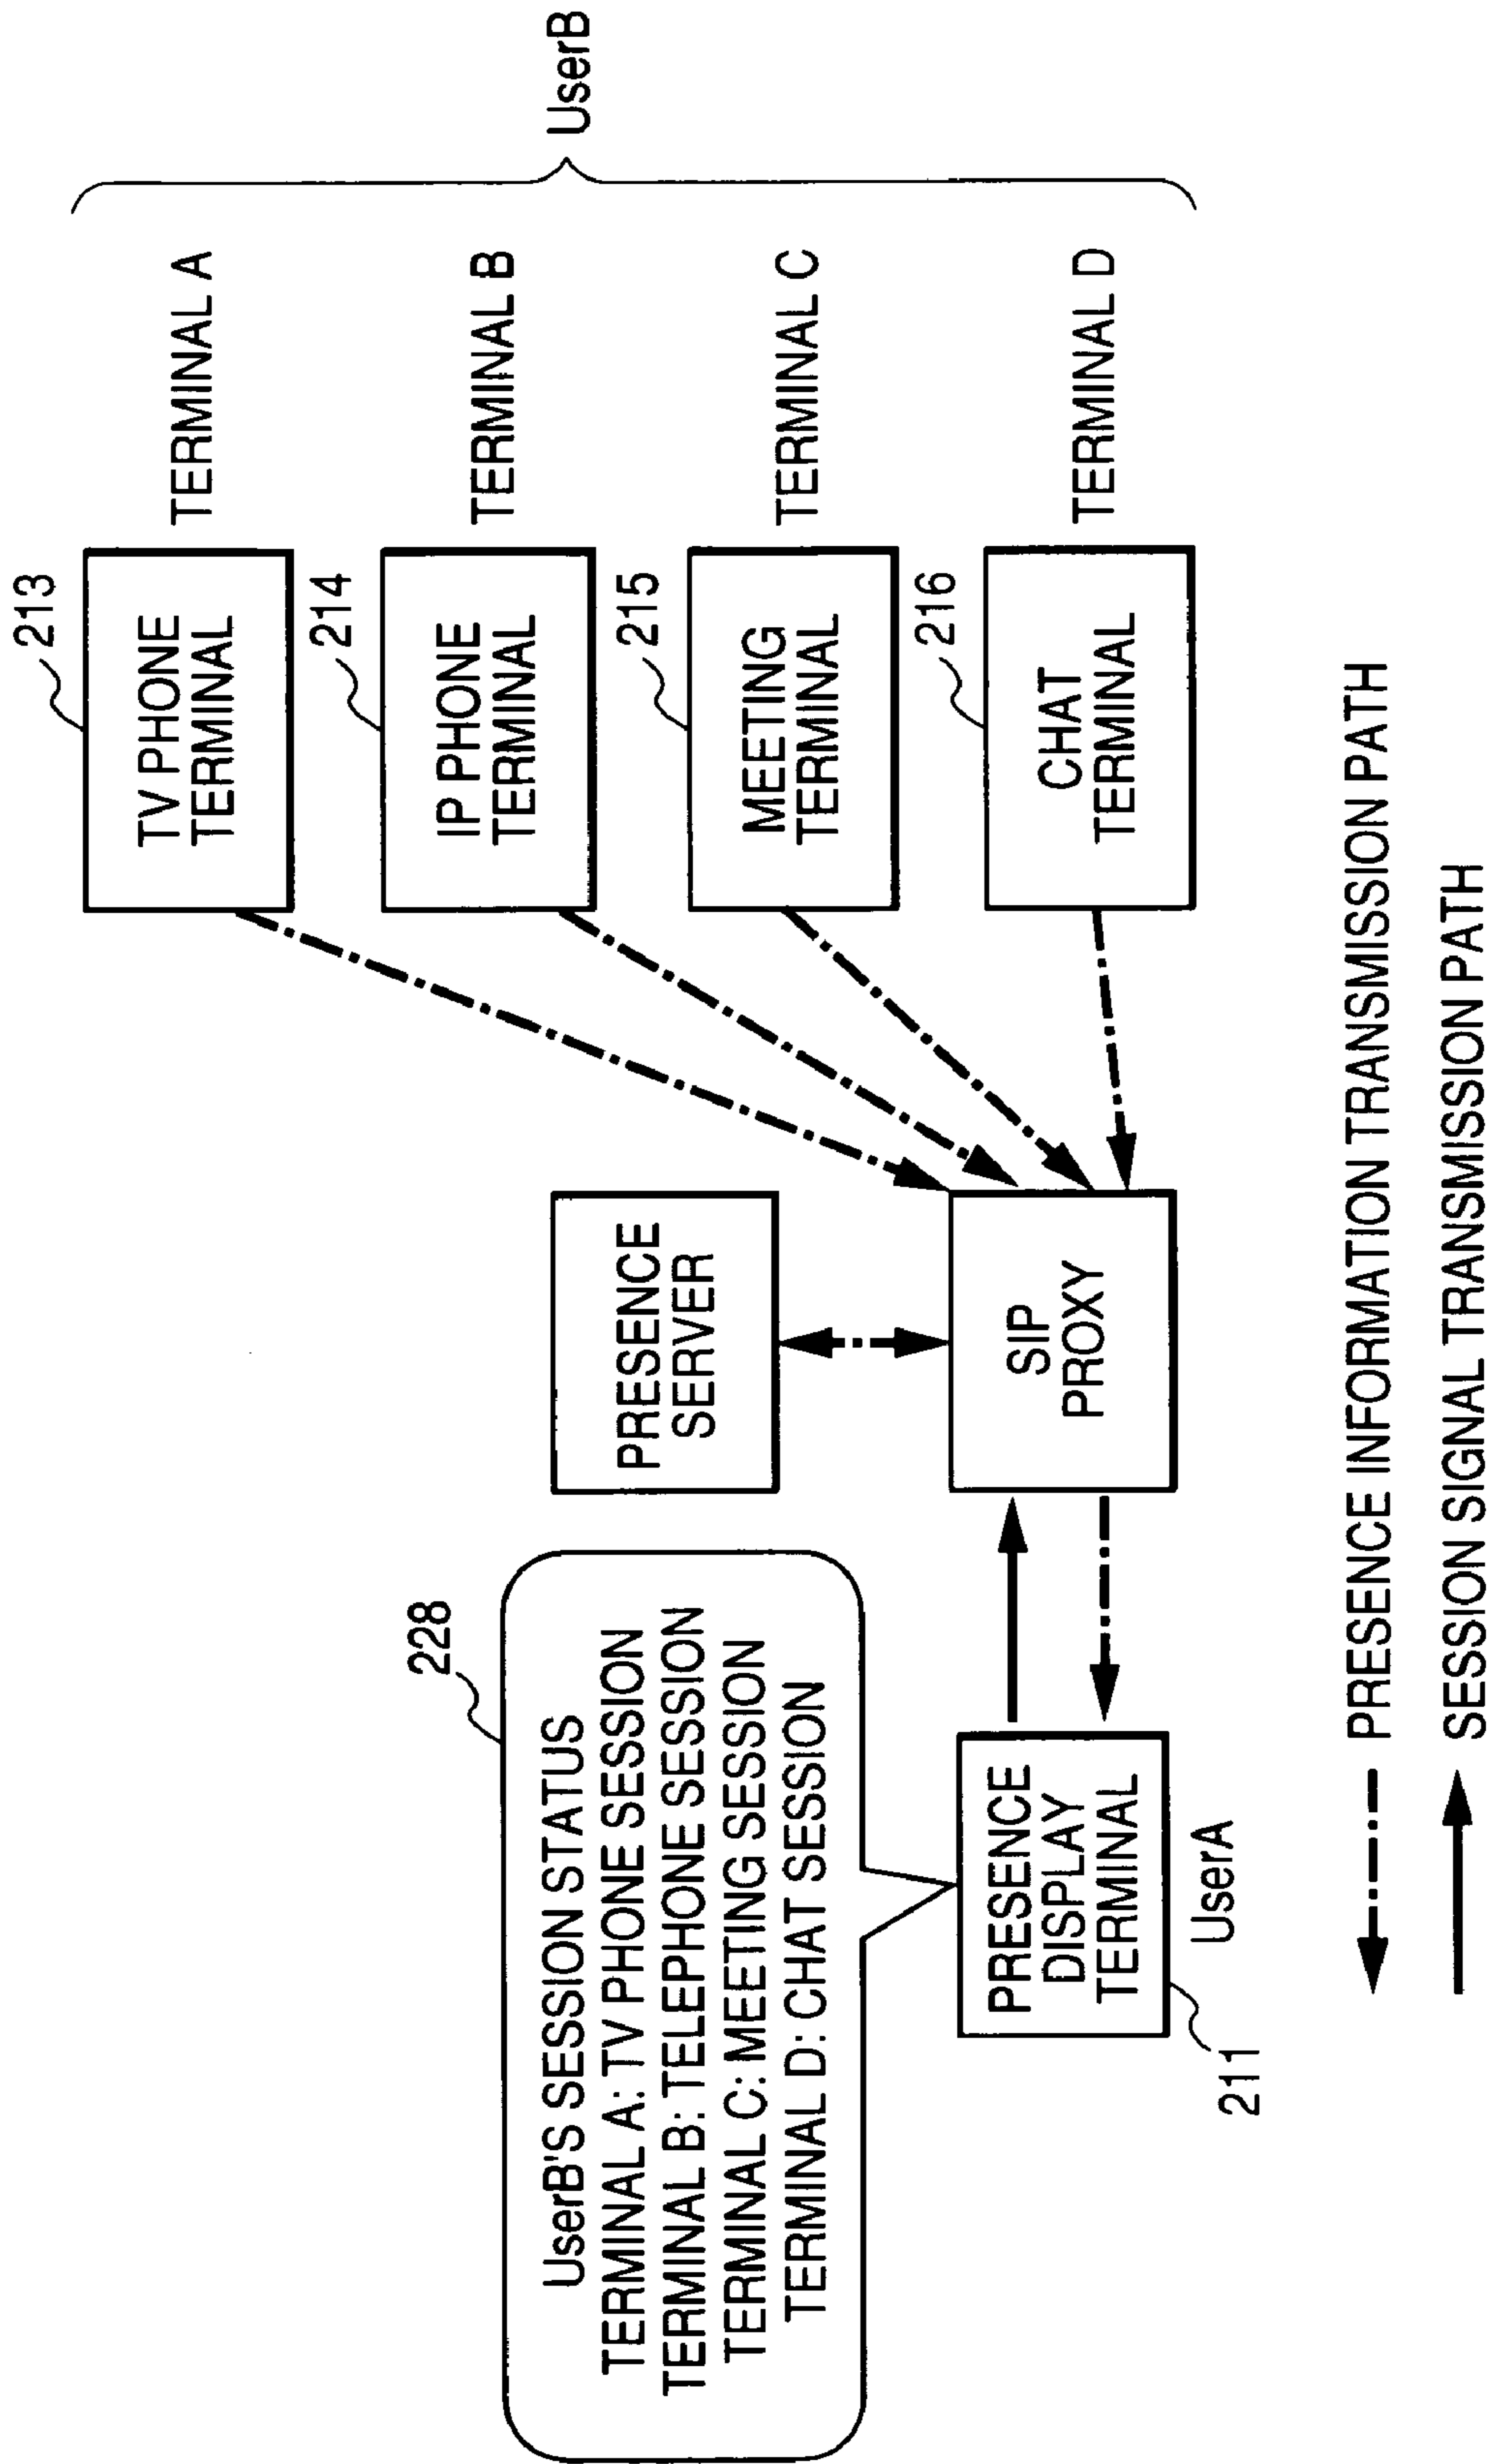 228
UserB'S SESSION STATUS
TERMINAL A: TV PHONE SESSION
TERMINAL B: TELEPHONE SESSION
TERMINAL C: MEETING SESSION
TERMINAL D: CHAT SESSION
PRESENCE
DISPLAY
TERMINAL
211
UserA
PRESENCE
SERVER
SIP
PROXY
213
TV PHONE
TERMINAL
TERMINAL A
214
IP PHONE
TERMINAL
TERMINAL B
215
MEETING
TERMINAL
TERMINAL C
216
CHAT
TERMINAL
TERMINAL D
UserB
PRESENCE INFORMATION TRANSMISSION PATH
SESSION SIGNAL TRANSMISSION PATH